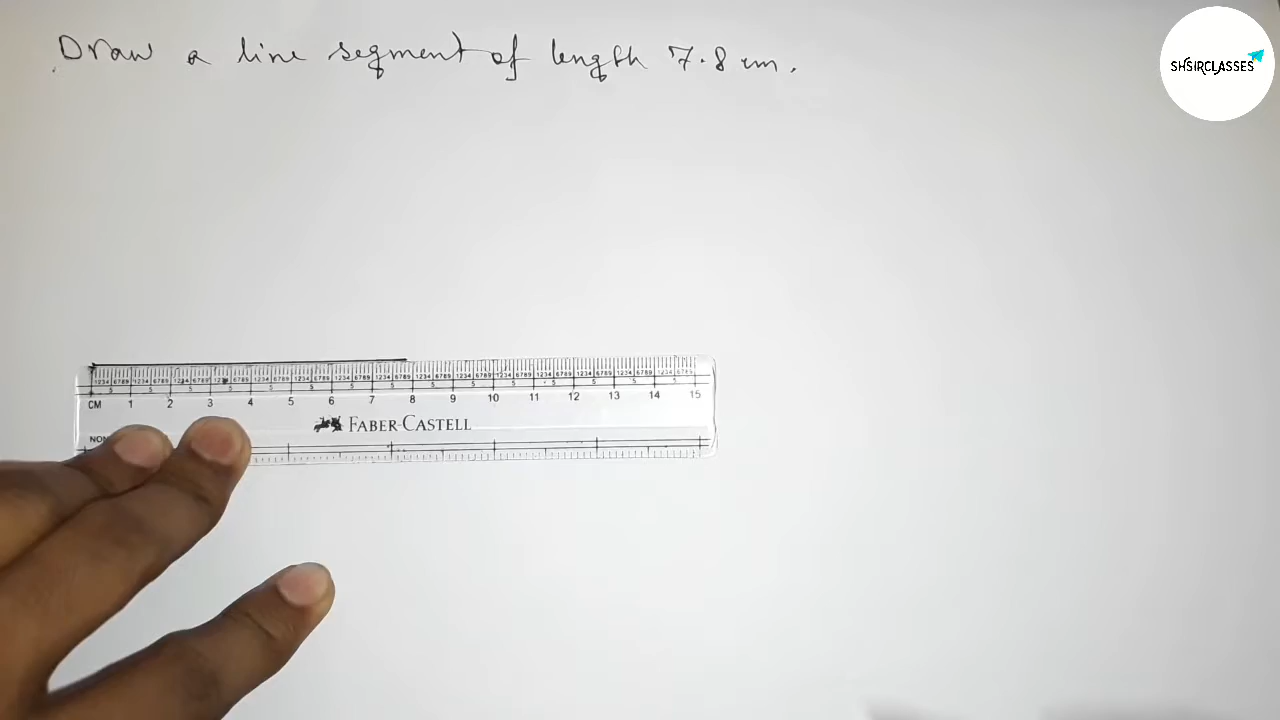 Draw a line segment of length 7.8 cm.
SHSIRCLASSES
CM 1 2 3 4 5 6 7 8 9 10 11 12 13 14 15
FABER-CASTELL